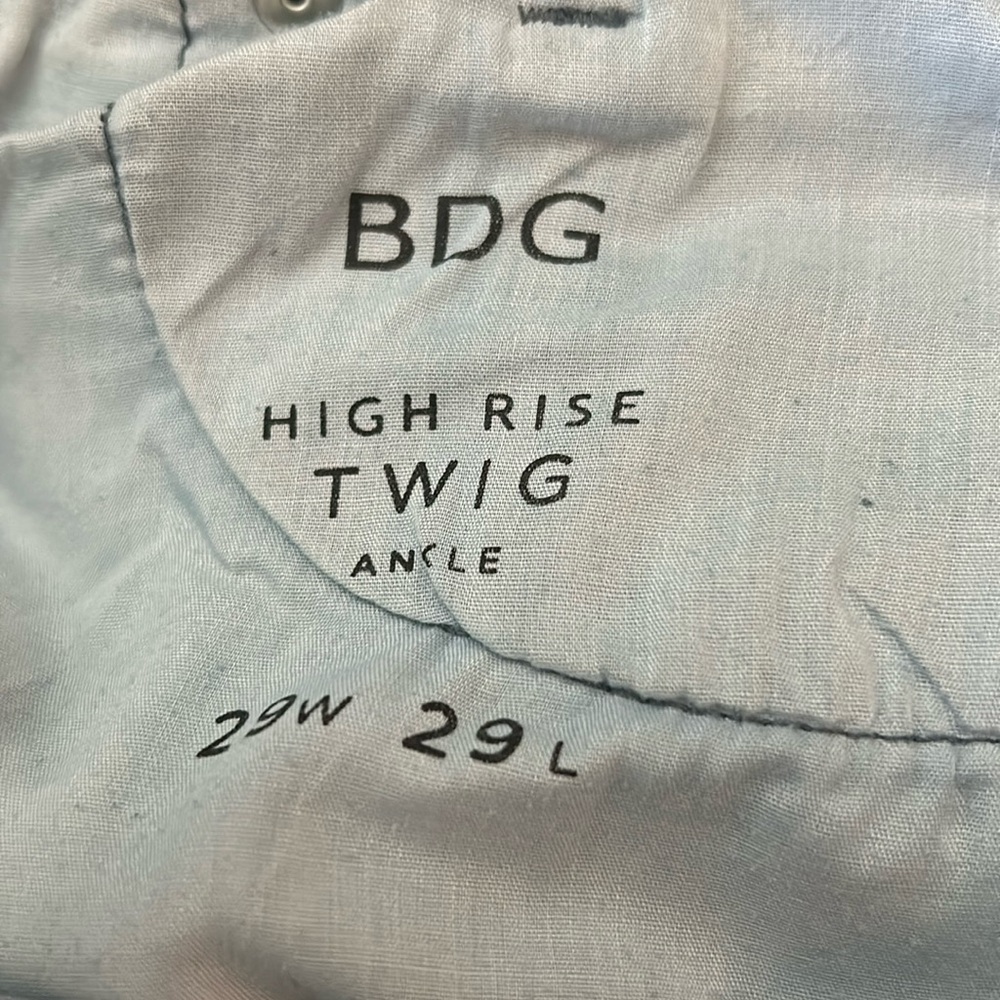 BDG
HIGH RISE
TWIG
ANKLE
29W 29L